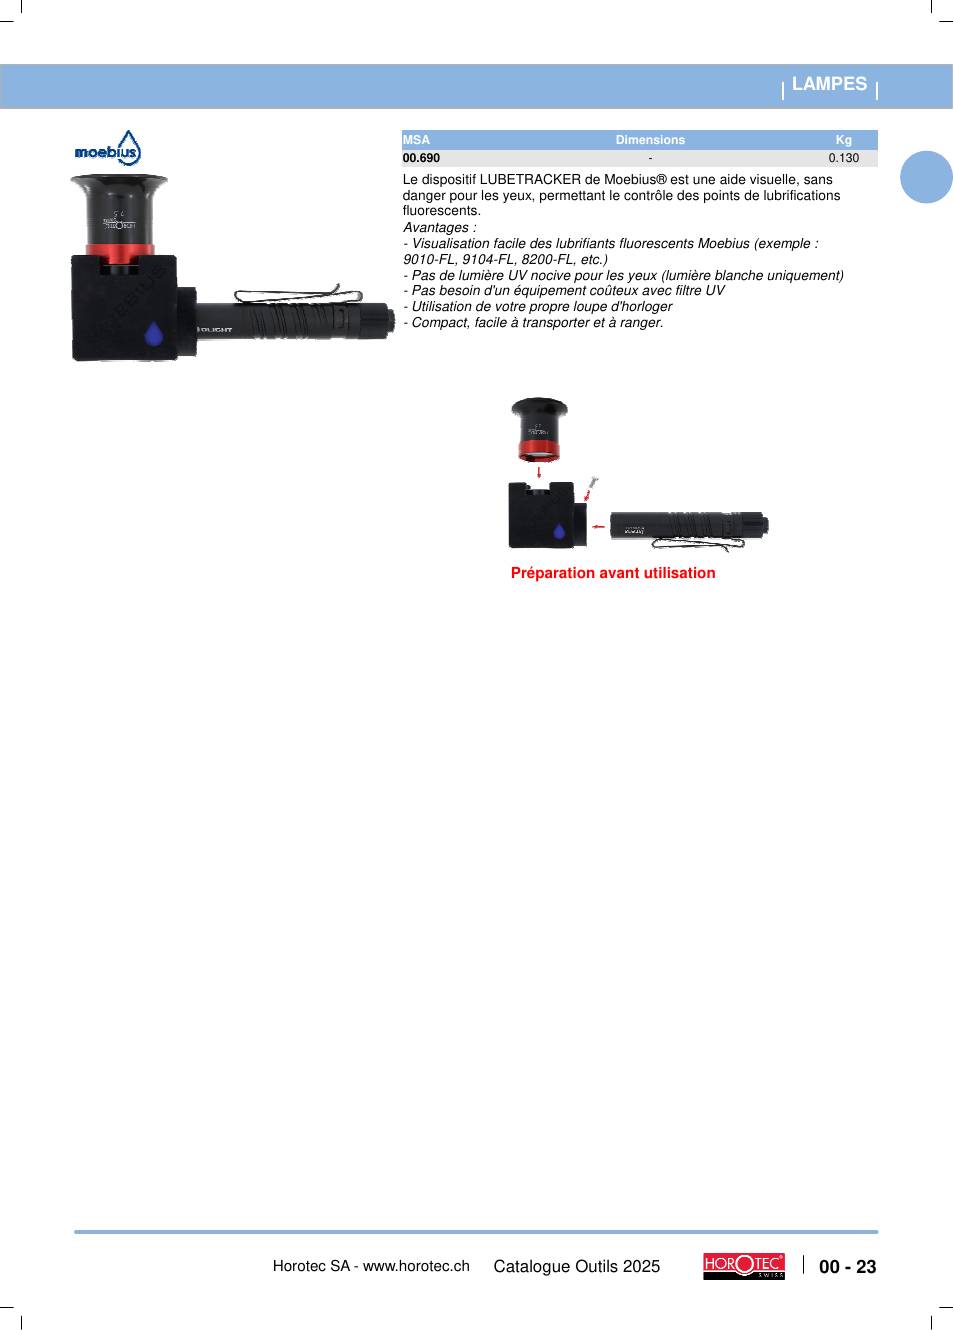 LAMPES
moebius
MSA Dimensions Kg
00.690 - 0.130
Le dispositif LUBETRACKER de Moebius® est une aide visuelle, sans
danger pour les yeux, permettant le contrôle des points de lubrifications
fluorescents.
Avantages :
- Visualisation facile des lubrifiants fluorescents Moebius (exemple :
9010-FL, 9104-FL, 8200-FL, etc.)
- Pas de lumière UV nocive pour les yeux (lumière blanche uniquement)
- Pas besoin d'un équipement coûteux avec filtre UV
- Utilisation de votre propre loupe d'horloger
- Compact, facile à transporter et à ranger.
OLIGHT
Préparation avant utilisation
Horotec SA - www.horotec.ch Catalogue Outils 2025 HOROTEC SWISS 00 - 23